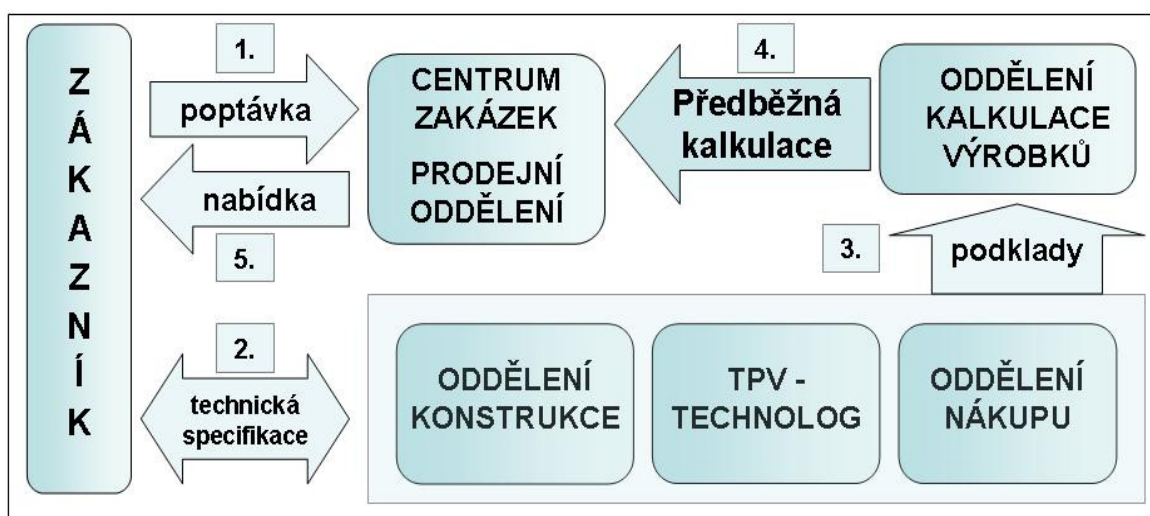 Z
Á
K
A
Z
N
Í
K
1.
poptávka
nabídka
5.
CENTRUM
ZAKÁZEK
PRODEJNÍ
ODDĚLENÍ
4.
Předběžná
kalkulace
ODDĚLENÍ
KALKULACE
VÝROBKŮ
3.
podklady
2.
technická
specifikace
ODDĚLENÍ
KONSTRUKCE
TPV -
TECHNOLOG
ODDĚLENÍ
NÁKUPU